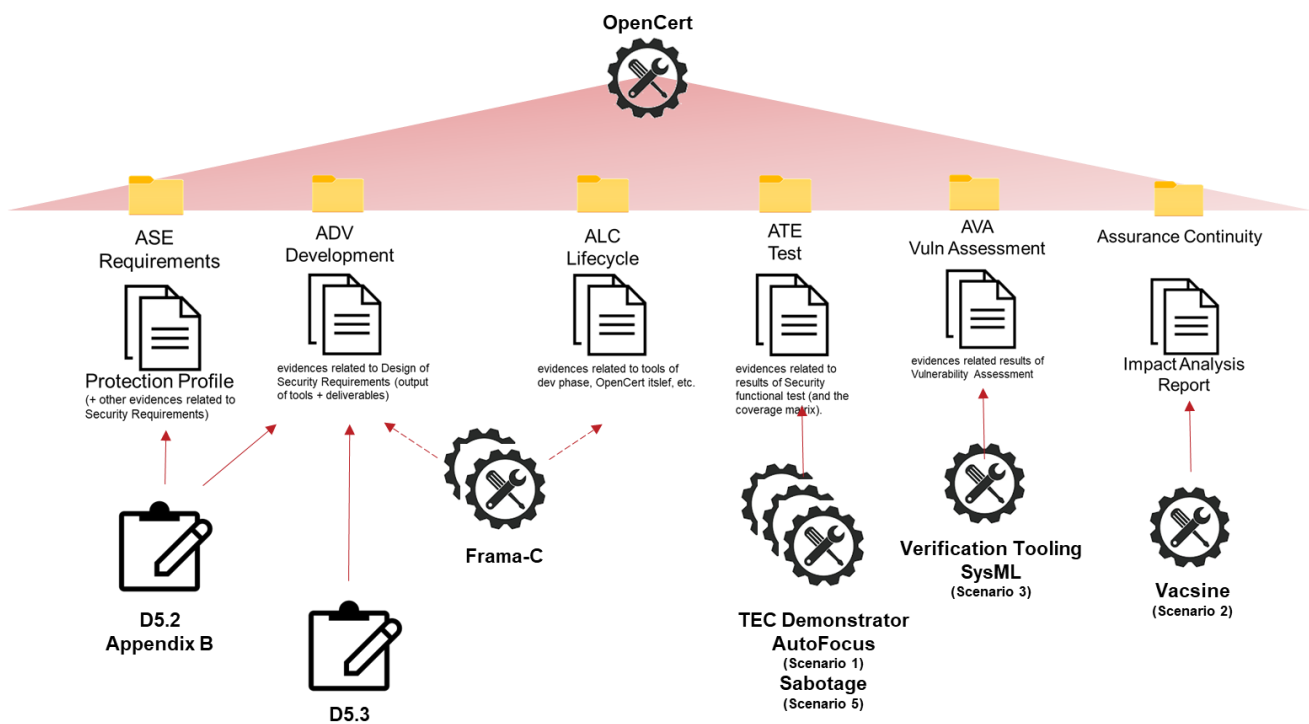 OpenCert
ASE
Requirements
ADV
Development
ALC
Lifecycle
ATE
Test
AVA
Vuln Assessment
Assurance Continuity
Protection Profile
(+ other evidences related to
Security Requirements)
evidences related to Design of
Security Requirements (output
of tools + deliverables)
evidences related to tools of
dev phase, OpenCert itslef, etc.
evidences related to
results of Security
functional test (and the
coverage matrix).
evidences related results of
Vulnerability Assessment
Impact Analysis
Report
D5.2
Appendix B
D5.3
Frama-C
TEC Demonstrator
AutoFocus
(Scenario 1)
Sabotage
(Scenario 5)
Verification Tooling
SysML
(Scenario 3)
Vacsine
(Scenario 2)